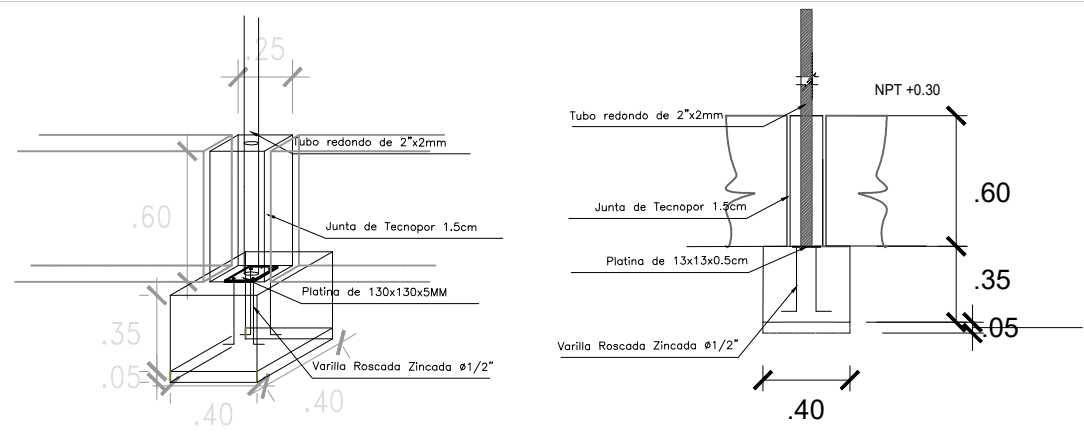 .25
Tubo redondo de 2"x2mm
.60
Junta de Tecnopor 1.5cm
Platina de 130x130x5MM
.35
Varilla Roscada Zincada ø1/2"
.05
.40
.40
NPT +0.30
Tubo redondo de 2"x2mm
.60
Junta de Tecnopor 1.5cm
Platina de 13x13x0.5cm
.35
.05
Varilla Roscada Zincada ø1/2"
.40